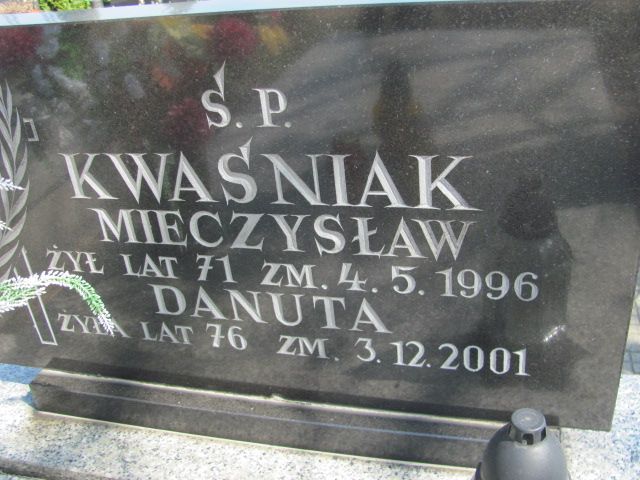 Ś.P.
KWAŚNIAK
MIECZYSŁAW
ŻYŁ LAT 71 ZM. 4.5.1996
DANUTA
ŻYŁA LAT 76 ZM. 3.12.2001